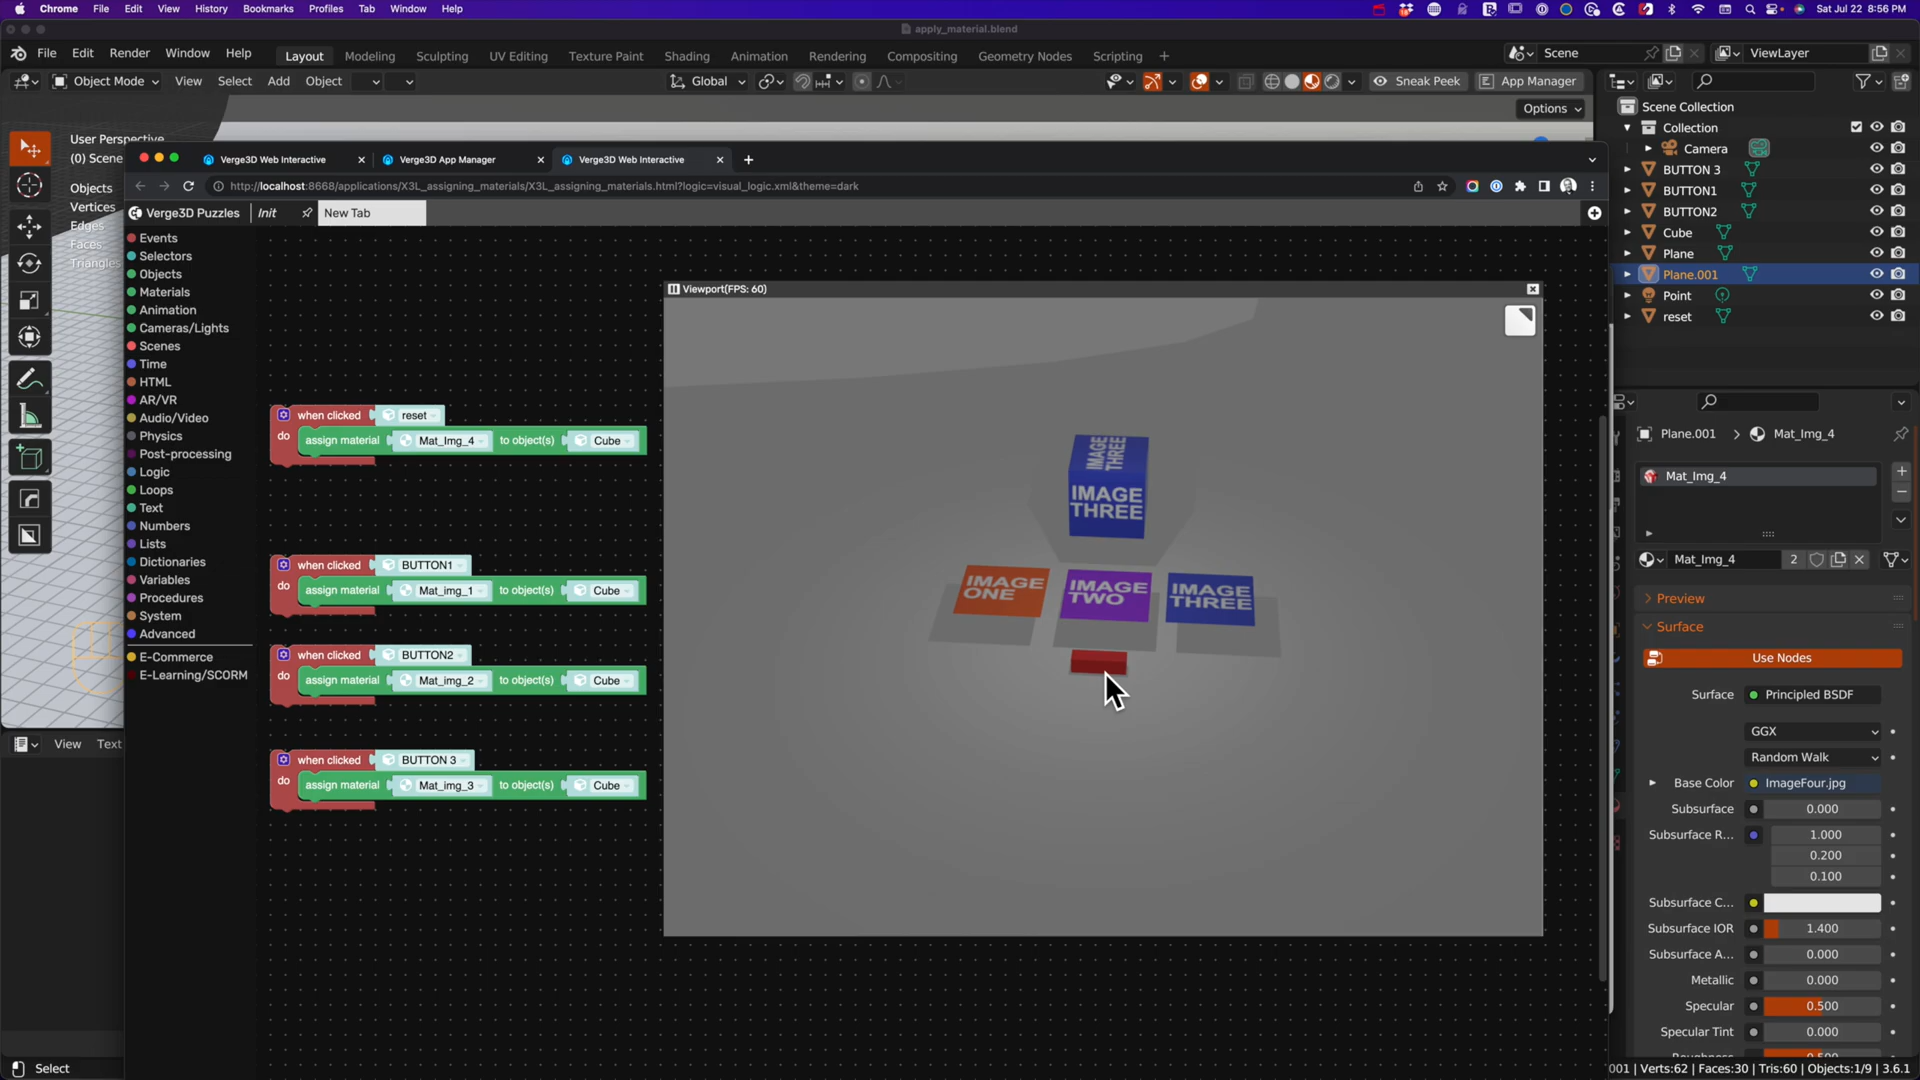 Chrome File Edit View History Bookmarks Profiles Tab Window Help Sat Jul 22 8:56 PM
apply_material.blend
File Edit Render Window Help Layout Modeling Sculpting UV Editing Texture Paint Shading Animation Rendering Compositing Geometry Nodes Scripting + Scene ViewLayer
Object Mode View Select Add Object Global Sneak Peek App Manager
Options
User Perspective
(0) Scene
Objects
Vertices
Edges
Faces
Triangles
View Text
Select
Verge3D Web Interactive Verge3D App Manager Verge3D Web Interactive
http://localhost:8668/applications/X3L_assigning_materials/X3L_assigning_materials.html?logic=visual_logic.xml&theme=dark
Verge3D Puzzles Init New Tab
Events
Selectors
Objects
Materials
Animation
Cameras/Lights
Scenes
Time
HTML
AR/VR
Audio/Video
Physics
Post-processing
Logic
Loops
Text
Numbers
Lists
Dictionaries
Variables
Procedures
System
Advanced
E-Commerce
E-Learning/SCORM
when clicked reset
do assign material Mat_Img_4 to object(s) Cube
when clicked BUTTON1
do assign material Mat_img_1 to object(s) Cube
when clicked BUTTON2
do assign material Mat_img_2 to object(s) Cube
when clicked BUTTON 3
do assign material Mat_img_3 to object(s) Cube
Viewport(FPS: 60)
IMAGE
THREE
IMAGE
THREE
IMAGE
ONE
IMAGE
TWO
IMAGE
THREE
Scene Collection
Collection
Camera
BUTTON 3
BUTTON1
BUTTON2
Cube
Plane
Plane.001
Point
reset
Plane.001 > Mat_Img_4
Mat_Img_4
Mat_Img_4 2
Preview
Surface
Use Nodes
Surface Principled BSDF
GGX
Random Walk
Base Color ImageFour.jpg
Subsurface 0.000
Subsurface R... 1.000
0.200
0.100
Subsurface C...
Subsurface IOR 1.400
Subsurface A... 0.000
Metallic 0.000
Specular 0.500
Specular Tint 0.000
Roughness 0.500
001 | Verts:62 | Faces:30 | Tris:60 | Objects:1/9 | 3.6.1